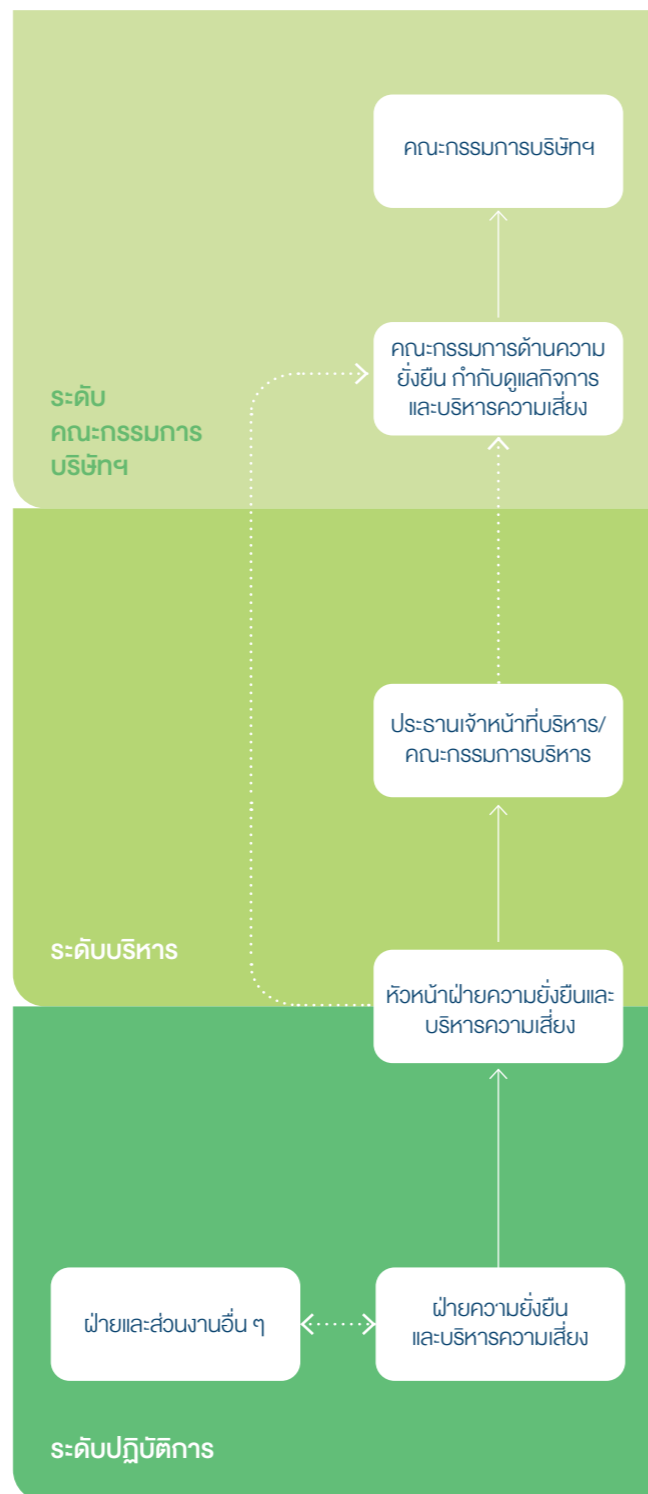 คณะกรรมการบริษัทฯ
คณะกรรมการด้านความ
ยั่งยืน กำกับดูแลกิจการ
และบริหารความเสี่ยง
ระดับ
คณะกรรมการ
บริษัทฯ
ประธานเจ้าหน้าที่บริหาร/
คณะกรรมการบริหาร
ระดับบริหาร
หัวหน้าฝ่ายความยั่งยืนและ
บริหารความเสี่ยง
ฝ่ายและส่วนงานอื่น ๆ
ฝ่ายความยั่งยืน
และบริหารความเสี่ยง
ระดับปฏิบัติการ